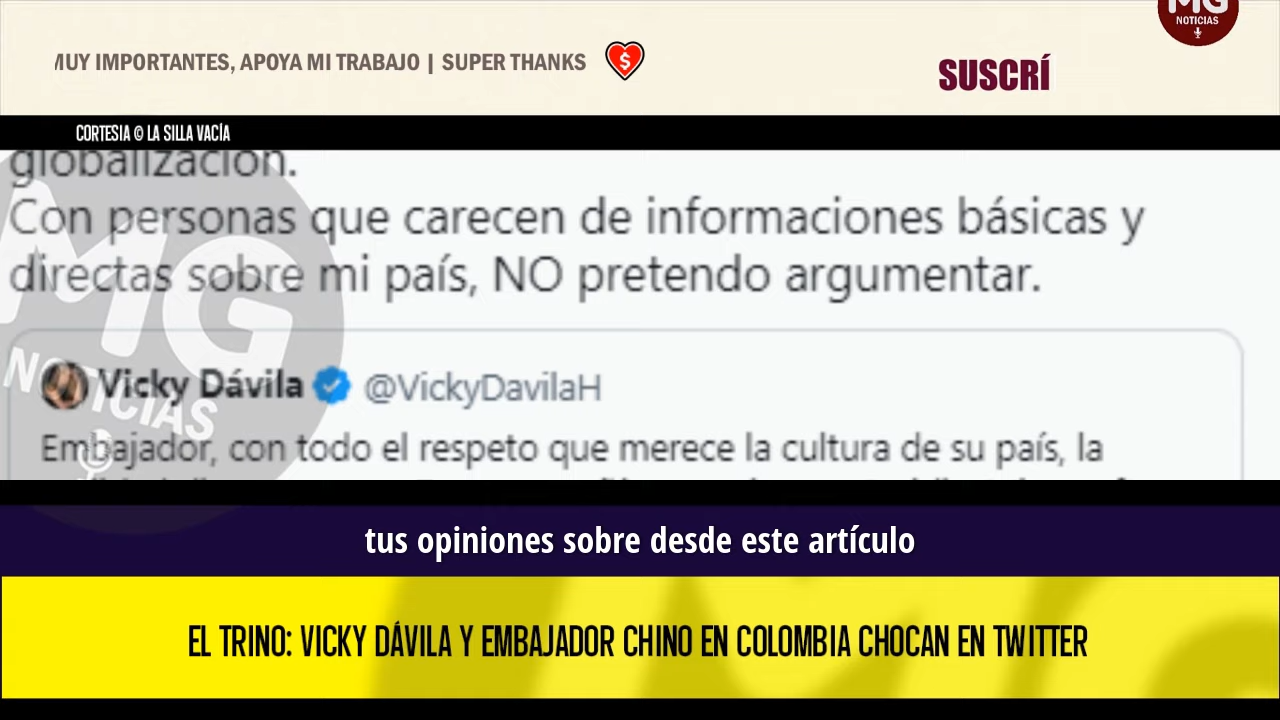 MG
NOTICIAS
MUY IMPORTANTES, APOYA MI TRABAJO | SUPER THANKS
SUSCRÍ
CORTESIA © LA SILLA VACÍA
globalización.
Con personas que carecen de informaciones básicas y
directas sobre mi país, NO pretendo argumentar.
MG
NOTICIAS
Vicky Dávila @VickyDavilaH
Embajador, con todo el respeto que merece la cultura de su país, la
tus opiniones sobre desde este artículo
EL TRINO: VICKY DÁVILA Y EMBAJADOR CHINO EN COLOMBIA CHOCAN EN TWITTER